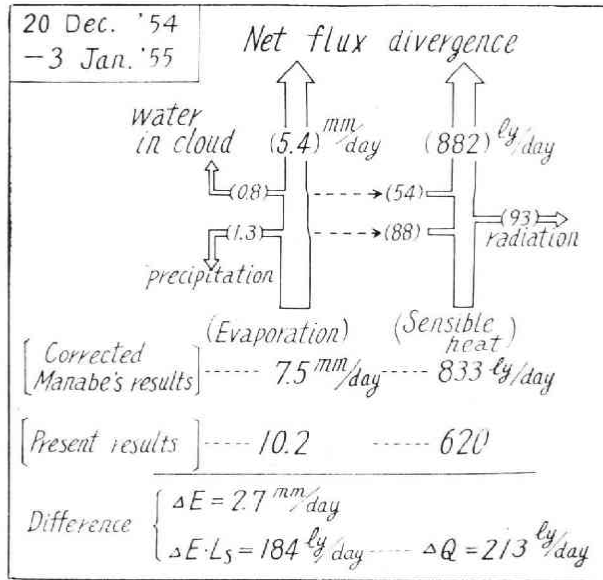 20 Dec. '54
– 3 Jan. '55
Net flux divergence
water
in cloud
(5.4) mm/day
(882) ly/day
(0.8)
(54)
(1.3)
(88)
(93)
radiation
precipitation
(Evaporation)
(Sensible heat)
[Corrected Manabe's results] ----- 7.5 mm/day ----- 833 ly/day
[Present results] ----- 10.2 ----- 620
Difference { ΔE = 2.7 mm/day
ΔE·Ls = 184 ly/day ----- ΔQ = 213 ly/day